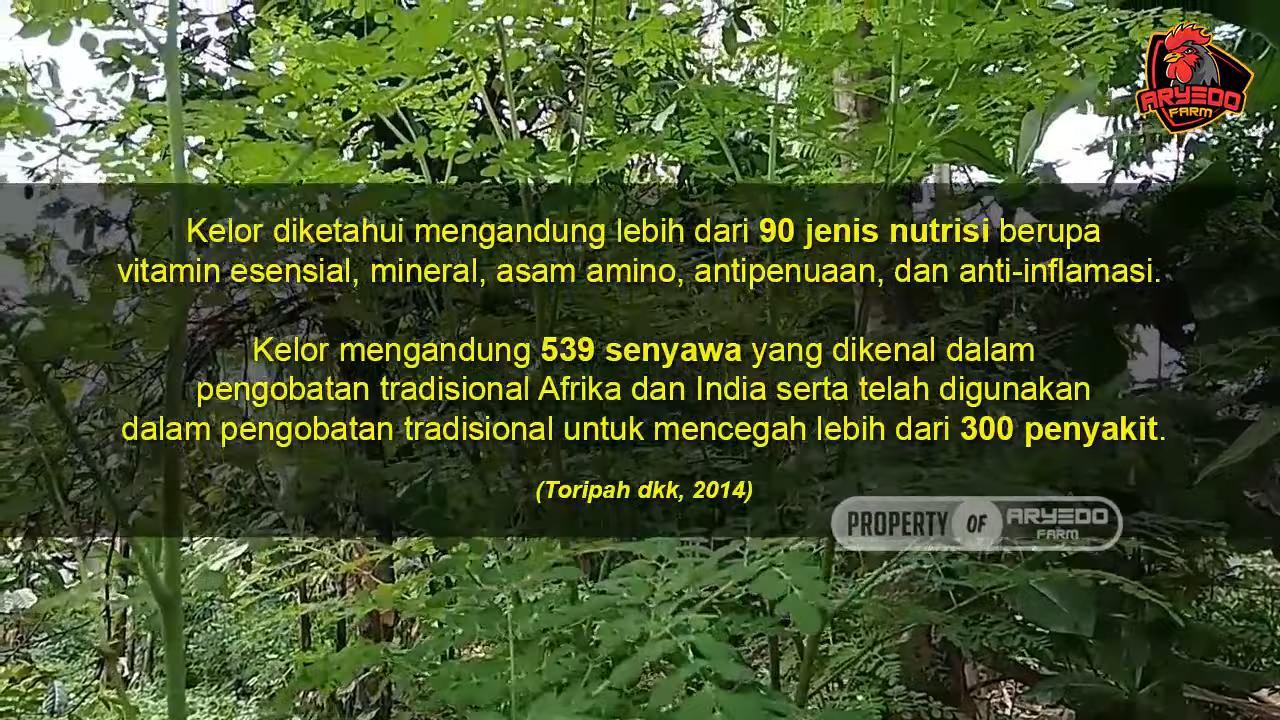 ARYEDO
FARM
Kelor diketahui mengandung lebih dari 90 jenis nutrisi berupa
vitamin esensial, mineral, asam amino, antipenuaan, dan anti-inflamasi.
Kelor mengandung 539 senyawa yang dikenal dalam
pengobatan tradisional Afrika dan India serta telah digunakan
dalam pengobatan tradisional untuk mencegah lebih dari 300 penyakit.
(Toripah dkk, 2014)
PROPERTY OF ARYEDO
FARM